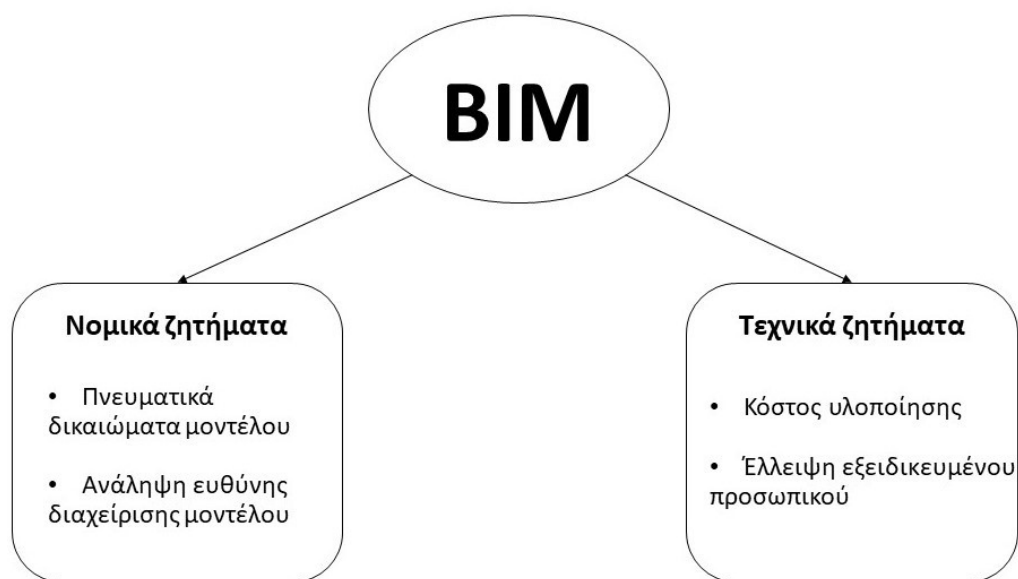 BIM
Νομικά ζητήματα
• Πνευματικά
δικαιώματα μοντέλου
• Ανάληψη ευθύνης
διαχείρισης μοντέλου
Τεχνικά ζητήματα
• Κόστος υλοποίησης
• Έλλειψη εξειδικευμένου
προσωπικού